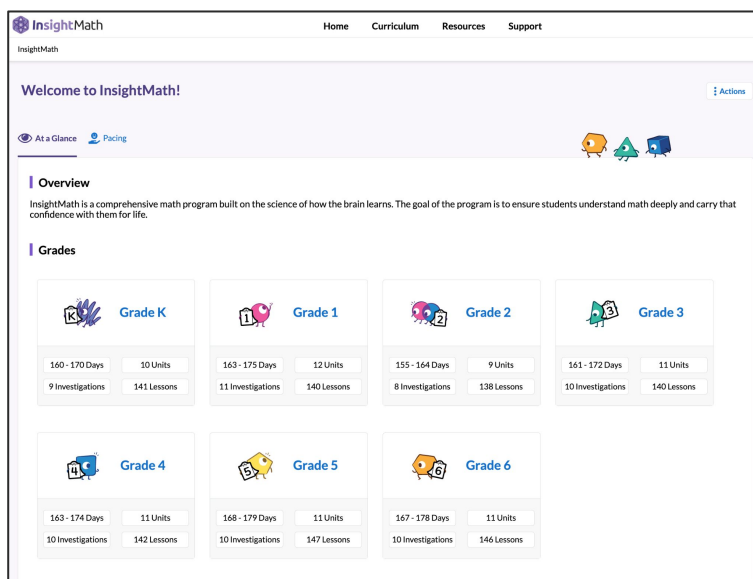 InsightMath
Home Curriculum Resources Support
InsightMath
Welcome to InsightMath!
Actions
At a Glance Pacing
Overview
InsightMath is a comprehensive math program built on the science of how the brain learns. The goal of the program is to ensure students understand math deeply and carry that
confidence with them for life.
Grades
K Grade K
160 - 170 Days 10 Units
9 Investigations 141 Lessons
1 Grade 1
163 - 175 Days 12 Units
11 Investigations 140 Lessons
2 Grade 2
155 - 164 Days 9 Units
8 Investigations 138 Lessons
3 Grade 3
161 - 172 Days 11 Units
10 Investigations 140 Lessons
4 Grade 4
163 - 174 Days 11 Units
10 Investigations 142 Lessons
5 Grade 5
168 - 179 Days 11 Units
10 Investigations 147 Lessons
6 Grade 6
167 - 178 Days 11 Units
10 Investigations 146 Lessons